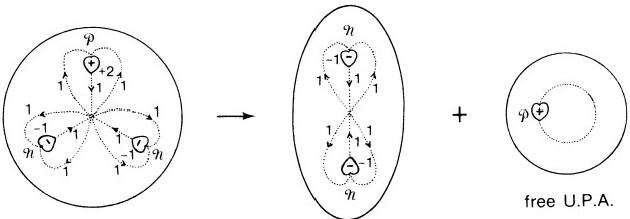 𝒫
+
+2
1 1 1
1 1
-1 1 1 -1
𝓃 - - 𝓃
1 1
→
𝓃
-1 -
1 1 1
1 1 1
- -1
𝓃
+
𝓅 +
free U.P.A.